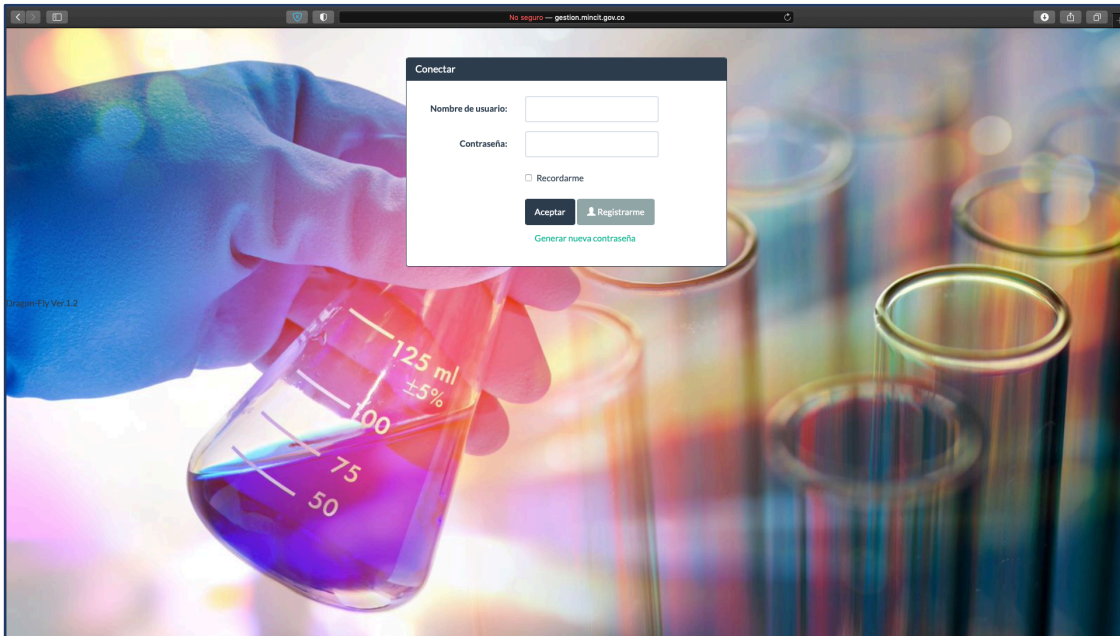 No seguro — gestion.mincit.gov.co
Conectar
Nombre de usuario:
Contraseña:
Recordarme
Aceptar
Registrarme
Generar nueva contraseña
Dragon-Fly Ver.1.2
125 ml
±5%
100
75
50